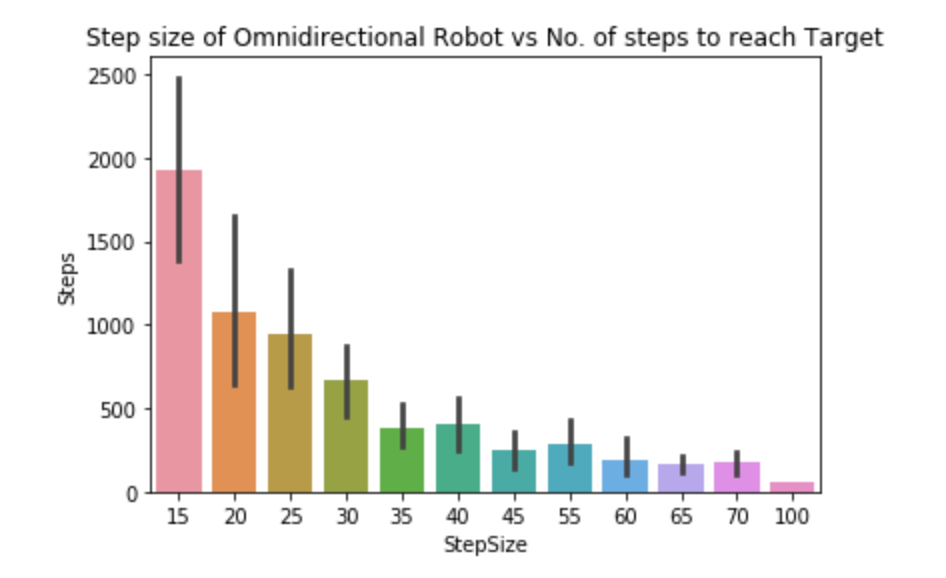 Step size of Omnidirectional Robot vs No. of steps to reach Target
2500
2000
1500
1000
500
0
Steps
15 20 25 30 35 40 45 55 60 65 70 100
StepSize